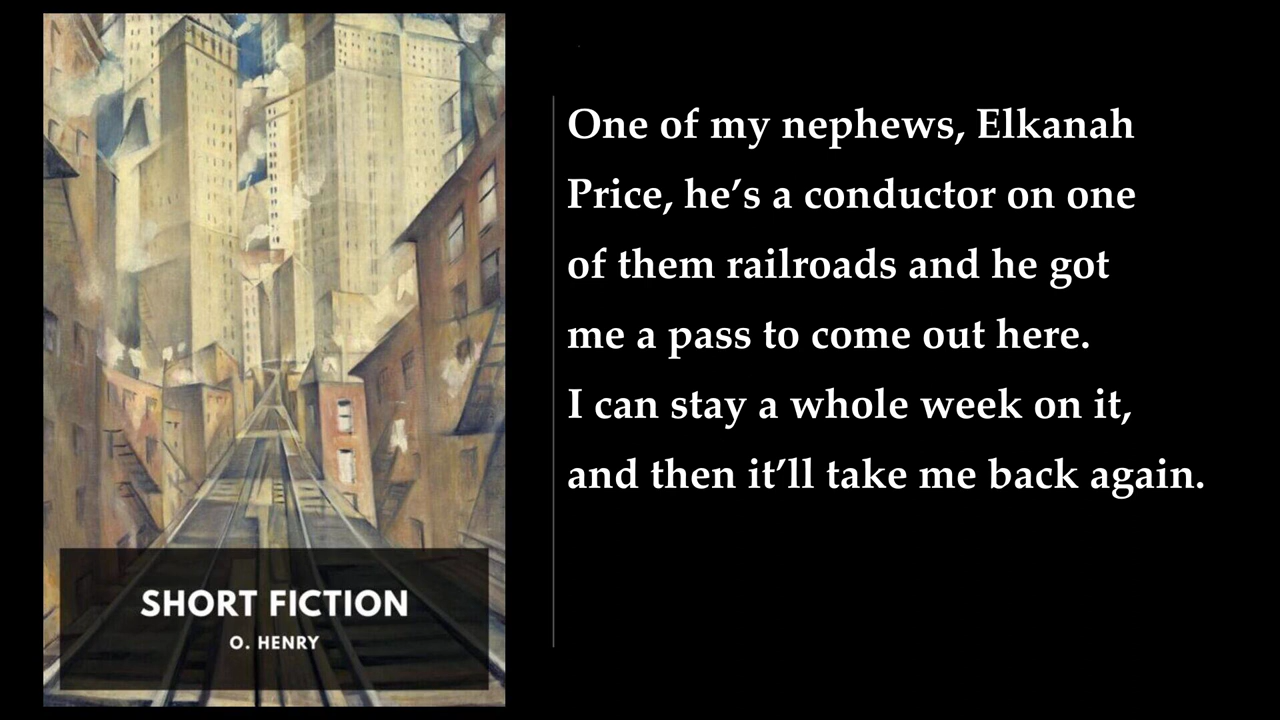 One of my nephews, Elkanah
Price, he’s a conductor on one
of them railroads and he got
me a pass to come out here.
I can stay a whole week on it,
and then it’ll take me back again.
SHORT FICTION
O. HENRY